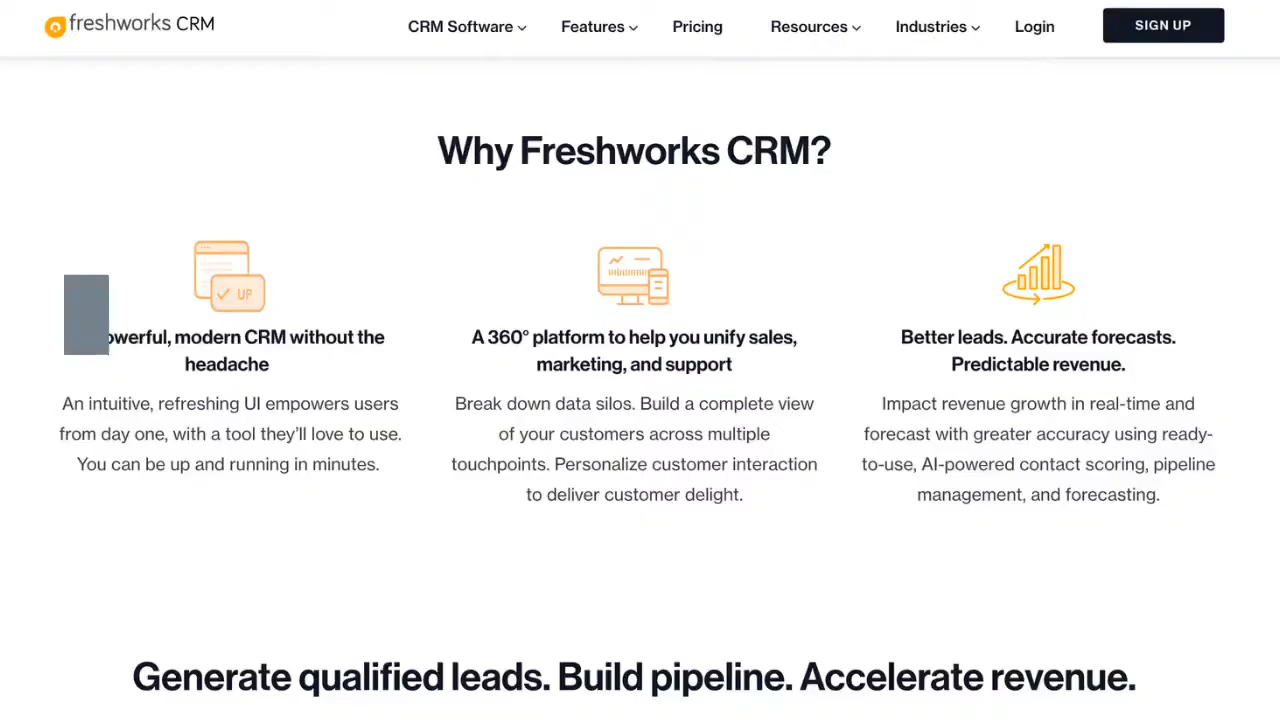 freshworks CRM
CRM Software
Features
Pricing
Resources
Industries
Login
SIGN UP
Why Freshworks CRM?
UP
modern CRM without the
headache
An intuitive, refreshing UI empowers users
from day one, with a tool they'll love to use.
You can be up and running in minutes.
A 360° platform to help you unify sales,
marketing, and support
Break down data silos. Build a complete view
of your customers across multiple
touchpoints. Personalize customer interaction
to deliver customer delight.
Better leads. Accurate forecasts.
Predictable revenue.
Impact revenue growth in real-time and
forecast with greater accuracy using ready-
to-use, AI-powered contact scoring, pipeline
management, and forecasting.
Generate qualified leads. Build pipeline. Accelerate revenue.